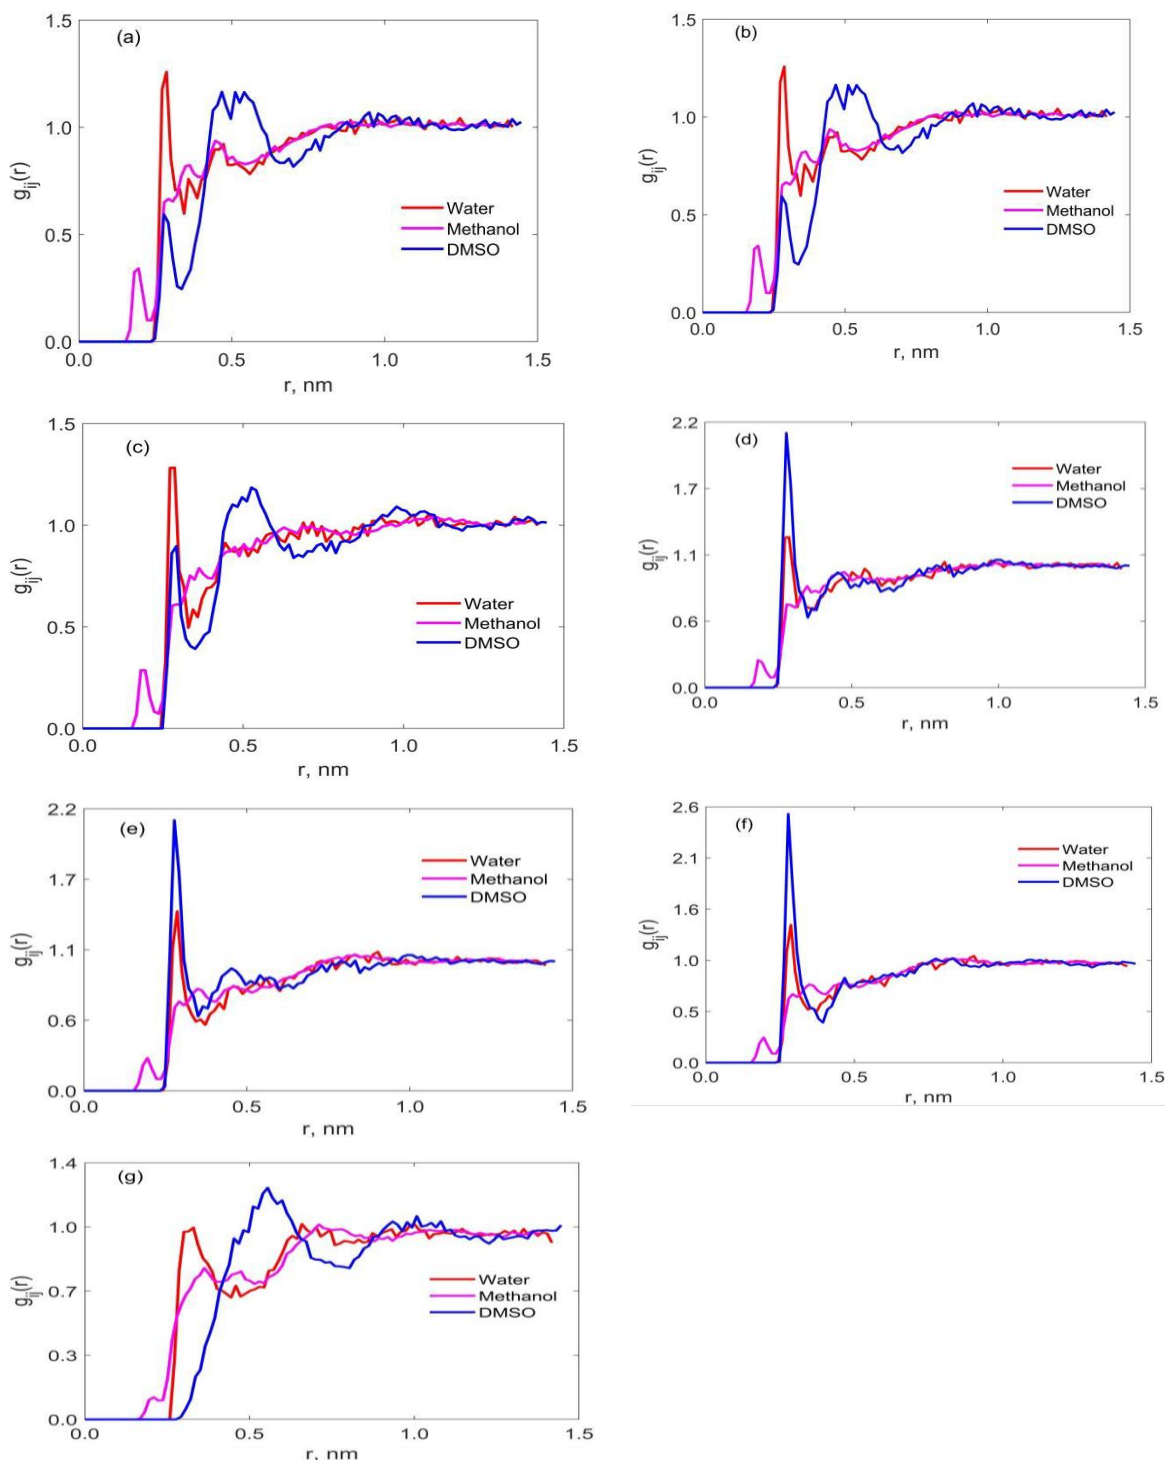 (a)
1.5
1.0
0.5
0.0
g_ij(r)
Water
Methanol
DMSO
0.0 0.5 1.0 1.5
r, nm
(b)
1.5
1.0
0.5
0.0
g_ij(r)
Water
Methanol
DMSO
0.0 0.5 1.0 1.5
r, nm
(c)
1.5
1.0
0.5
0.0
g_ij(r)
Water
Methanol
DMSO
0.0 0.5 1.0 1.5
r, nm
(d)
2.2
1.7
1.1
0.6
0.0
g_ij(r)
Water
Methanol
DMSO
0.0 0.5 1.0 1.5
r, nm
(e)
2.2
1.7
1.1
0.6
0.0
g_ij(r)
Water
Methanol
DMSO
0.0 0.5 1.0 1.5
r, nm
(f)
2.6
2.1
1.6
1.0
0.5
0.0
g_ij(r)
Water
Methanol
DMSO
0.0 0.5 1.0 1.5
r, nm
(g)
1.4
1.0
0.7
0.3
0.0
g_ij(r)
Water
Methanol
DMSO
0.0 0.5 1.0 1.5
r, nm